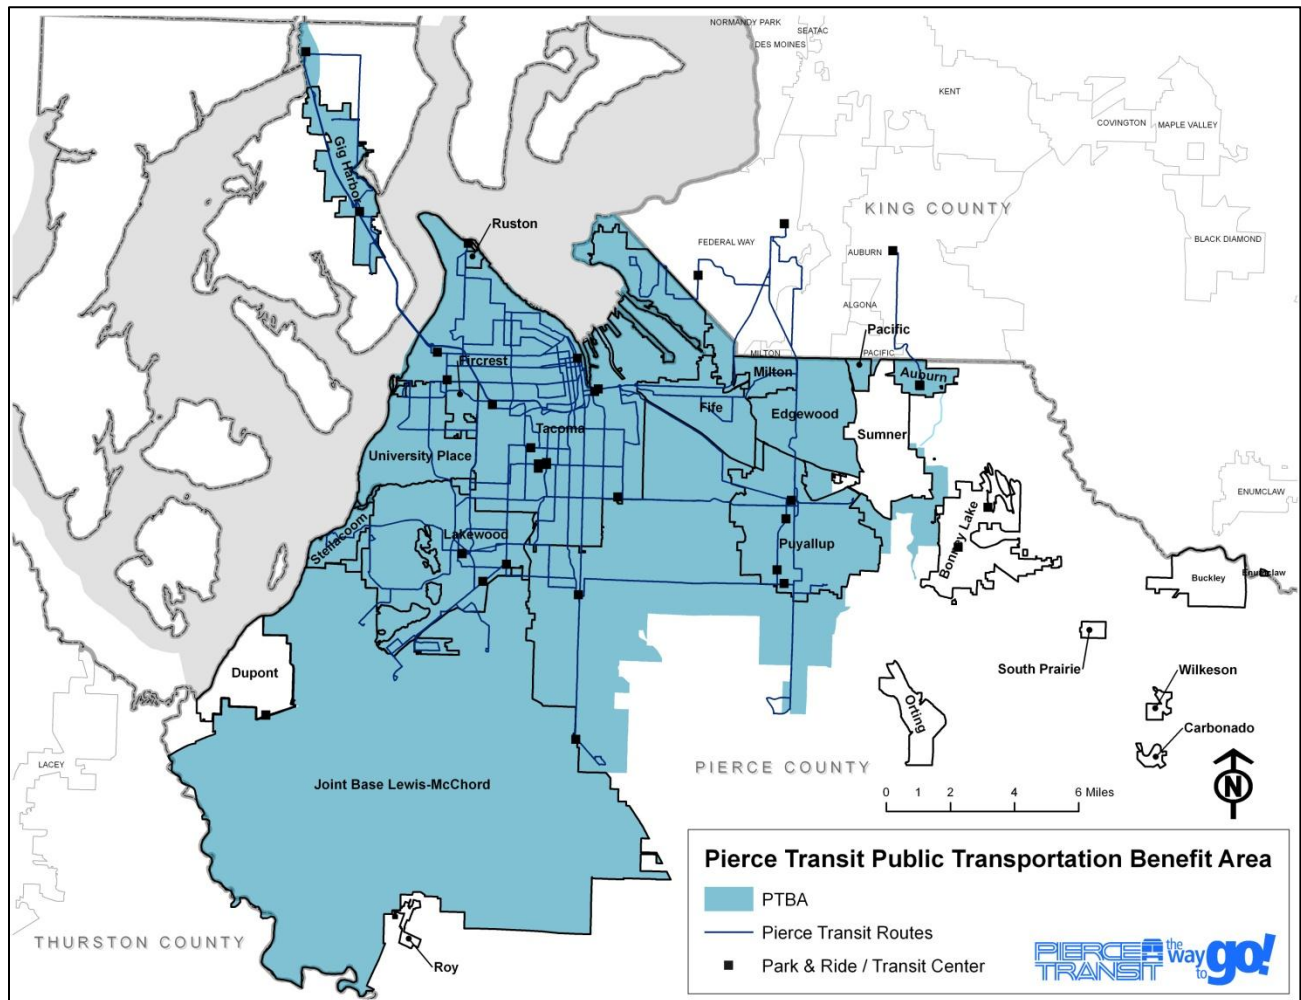 NORMANDY PARK
SEATAC
DES MOINES
KENT
COVINGTON
MAPLE VALLEY
Gig Harbor
Ruston
KING COUNTY
FEDERAL WAY
AUBURN
BLACK DIAMOND
ALGONA
Pacific
MILTON
PACIFIC
Fircrest
Milton
Auburn
Fife
Edgewood
Tacoma
Sumner
University Place
ENUMCLAW
Steilacoom
Lakewood
Puyallup
Bonney Lake
Buckley
Enumclaw
Dupont
South Prairie
Wilkeson
Orting
Carbonado
LACEY
PIERCE COUNTY
Joint Base Lewis-McChord
N
0 1 2 4 6 Miles
THURSTON COUNTY
Roy
Pierce Transit Public Transportation Benefit Area
PTBA
Pierce Transit Routes
Park & Ride / Transit Center
PIERCE
TRANSIT
the
way
to
go!